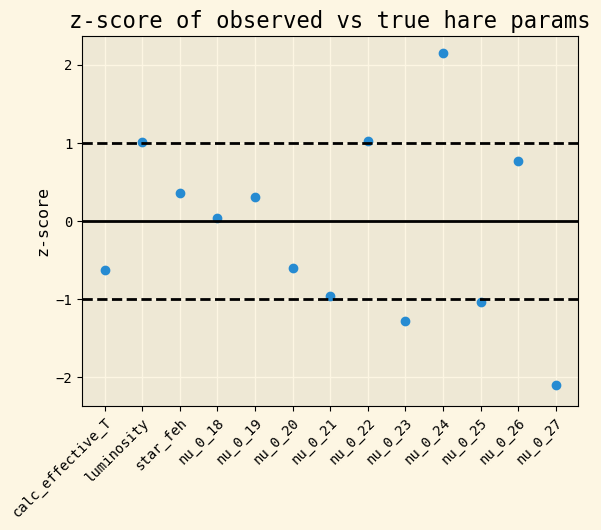 z-score of observed vs true hare params
z-score
2
1
0
−1
−2
calc_effective_T
luminosity
star_feh
nu_0_18
nu_0_19
nu_0_20
nu_0_21
nu_0_22
nu_0_23
nu_0_24
nu_0_25
nu_0_26
nu_0_27